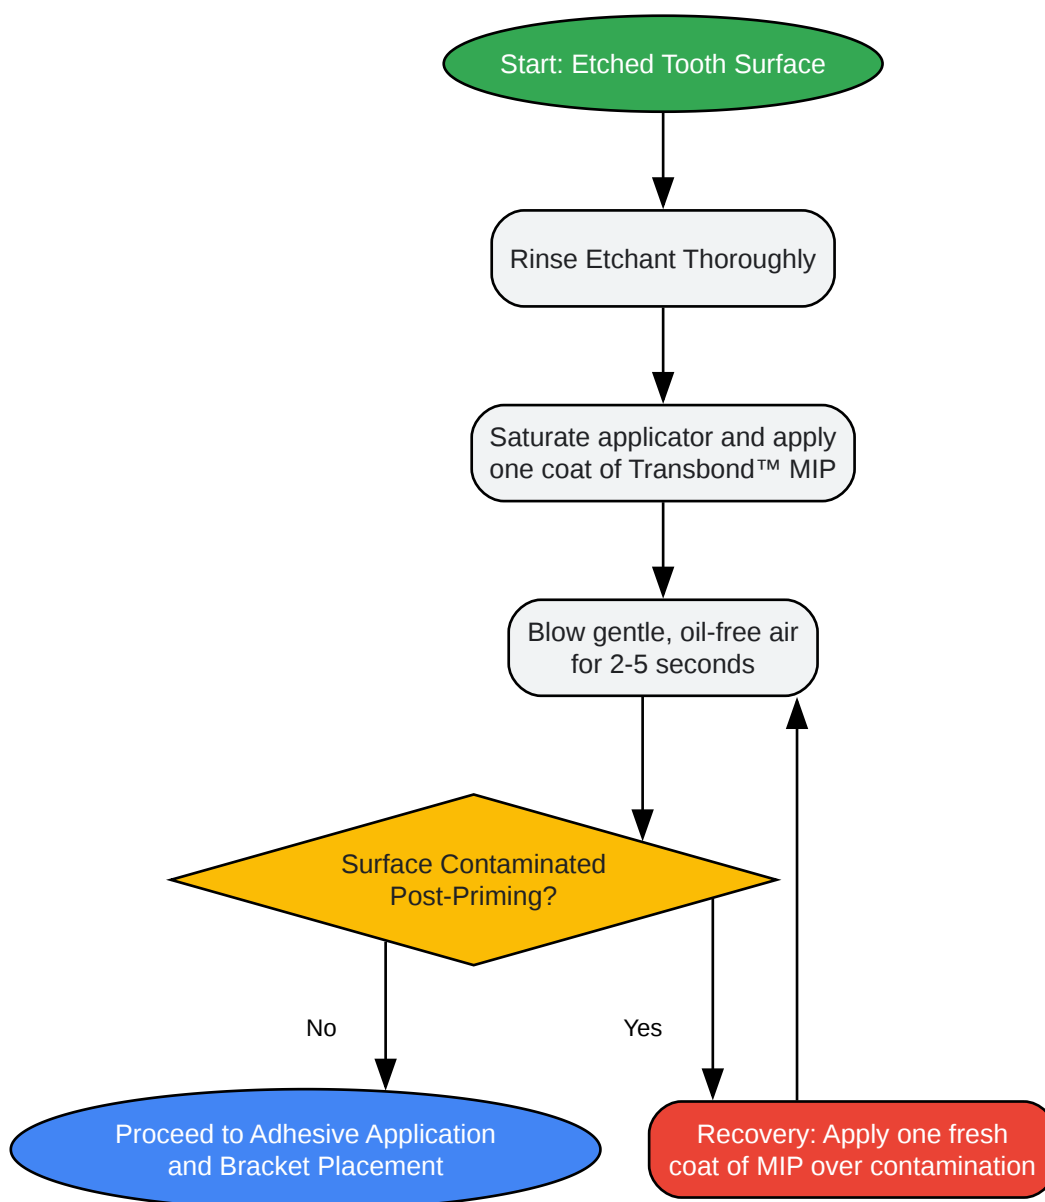 Start: Etched Tooth Surface
Rinse Etchant Thoroughly
Saturate applicator and apply
one coat of Transbond™ MIP
Blow gentle, oil-free air
for 2-5 seconds
Surface Contaminated
Post-Priming?
No
Yes
Proceed to Adhesive Application
and Bracket Placement
Recovery: Apply one fresh
coat of MIP over contamination